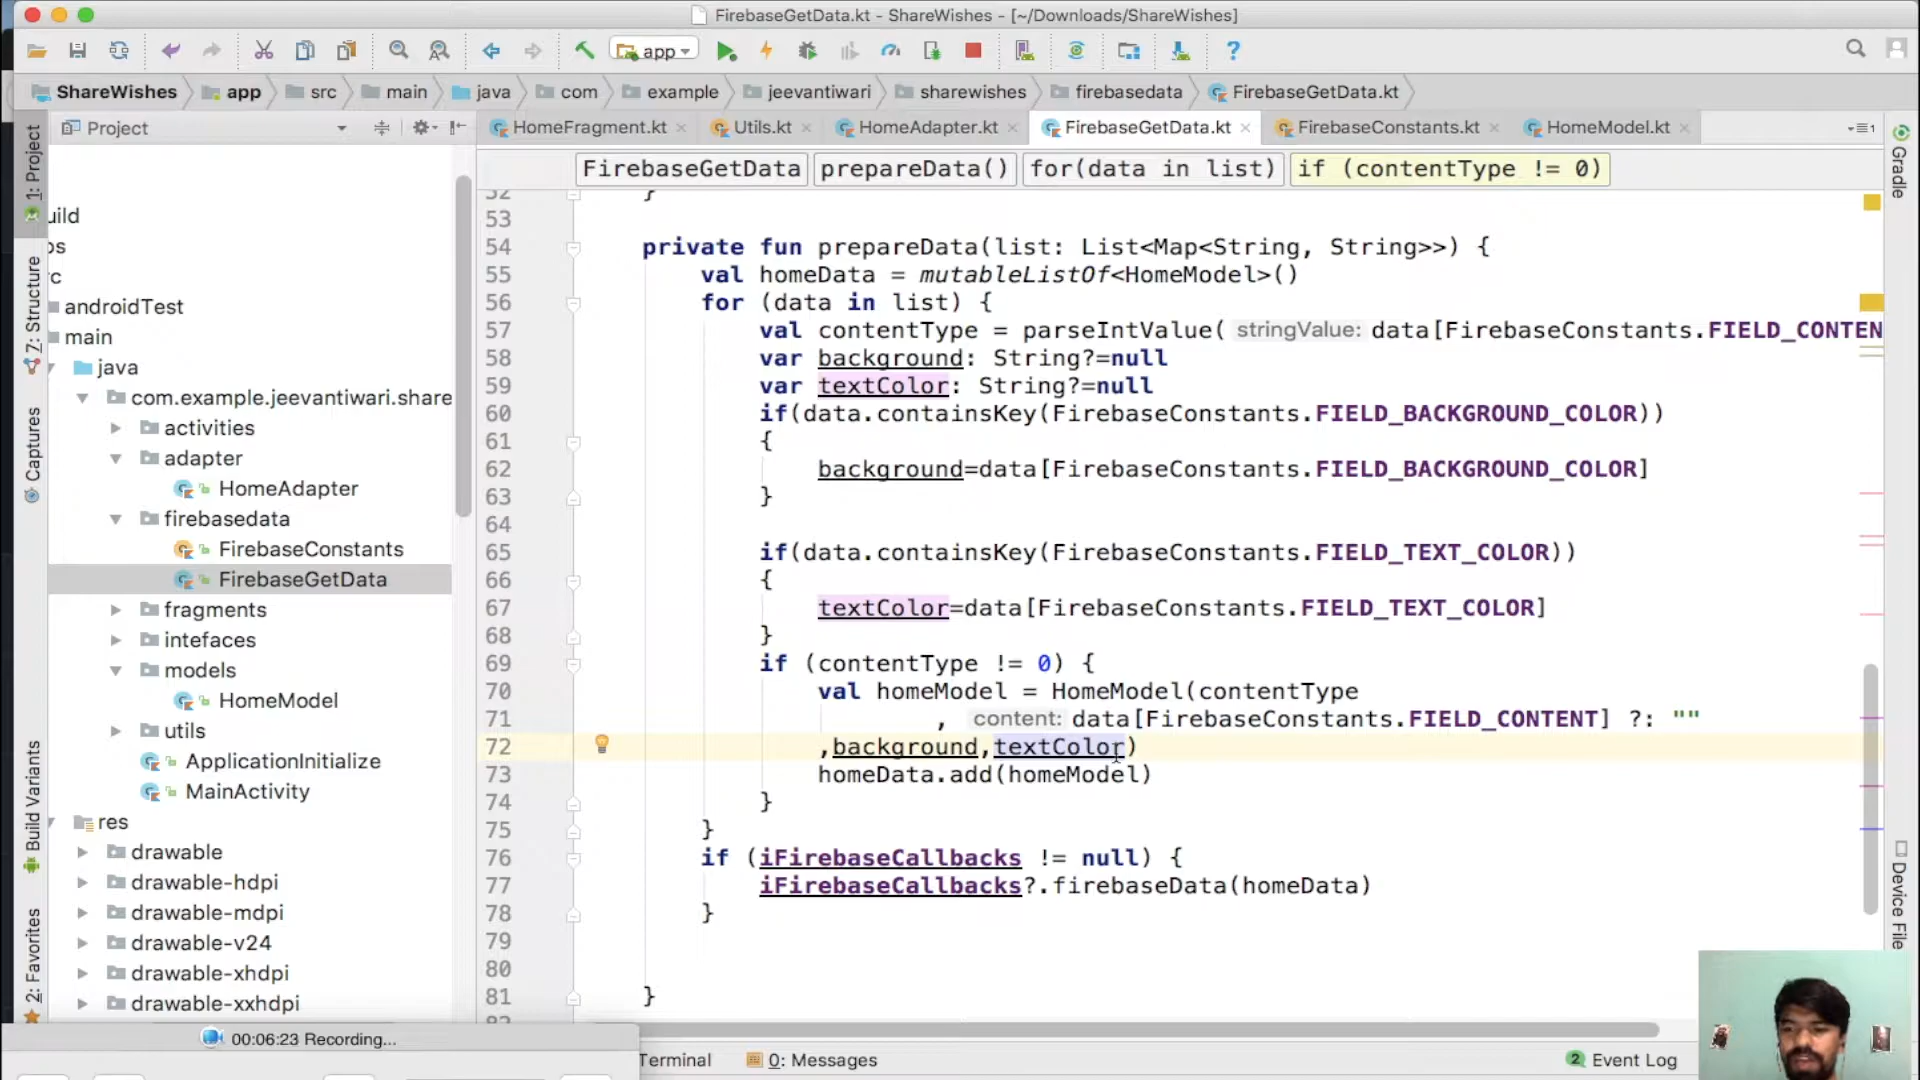 FirebaseGetData.kt - ShareWishes - [~/Downloads/ShareWishes]
app
ShareWishes app src main java com example jeevantiwari sharewishes firebasedata FirebaseGetData.kt
Project
HomeFragment.kt Utils.kt HomeAdapter.kt FirebaseGetData.kt FirebaseConstants.kt HomeModel.kt
FirebaseGetData prepareData() for(data in list) if (contentType != 0)
1: Project
Z: Structure
Captures
Build Variants
2: Favorites
Gradle
uild
androidTest
main
java
com.example.jeevantiwari.share
activities
adapter
HomeAdapter
firebasedata
FirebaseConstants
FirebaseGetData
fragments
intefaces
models
HomeModel
utils
ApplicationInitialize
MainActivity
res
drawable
drawable-hdpi
drawable-mdpi
drawable-v24
drawable-xhdpi
drawable-xxhdpi
52 }
53
54 private fun prepareData(list: List<Map<String, String>>) {
55 val homeData = mutableListOf<HomeModel>()
56 for (data in list) {
57 val contentType = parseIntValue( stringValue: data[FirebaseConstants.FIELD_CONTEN
58 var background: String?=null
59 var textColor: String?=null
60 if(data.containsKey(FirebaseConstants.FIELD_BACKGROUND_COLOR))
61 {
62 background=data[FirebaseConstants.FIELD_BACKGROUND_COLOR]
63 }
64
65 if(data.containsKey(FirebaseConstants.FIELD_TEXT_COLOR))
66 {
67 textColor=data[FirebaseConstants.FIELD_TEXT_COLOR]
68 }
69 if (contentType != 0) {
70 val homeModel = HomeModel(contentType
71 , content: data[FirebaseConstants.FIELD_CONTENT] ?: ""
72 ,background,textColor)
73 homeData.add(homeModel)
74 }
75 }
76 if (iFirebaseCallbacks != null) {
77 iFirebaseCallbacks?.firebaseData(homeData)
78 }
79
80
81 }
Device File
00:06:23 Recording...
Terminal 0: Messages 2 Event Log